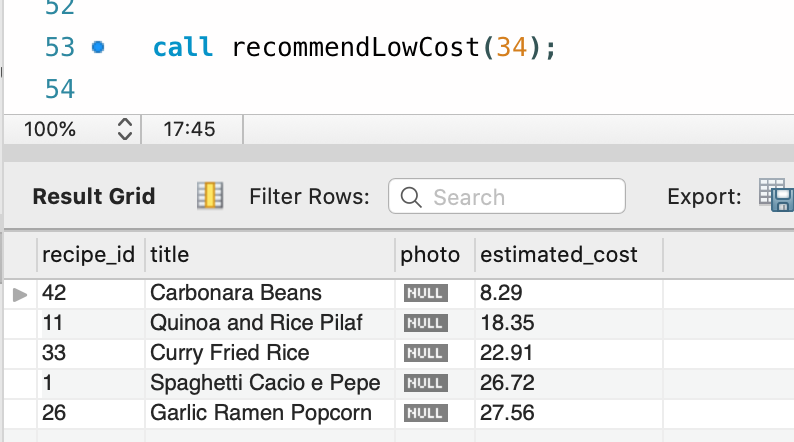 52
53 call recommendLowCost(34);
54
100% 17:45
Result Grid Filter Rows: Search Export:
recipe_id title photo estimated_cost
42 Carbonara Beans NULL 8.29
11 Quinoa and Rice Pilaf NULL 18.35
33 Curry Fried Rice NULL 22.91
1 Spaghetti Cacio e Pepe NULL 26.72
26 Garlic Ramen Popcorn NULL 27.56